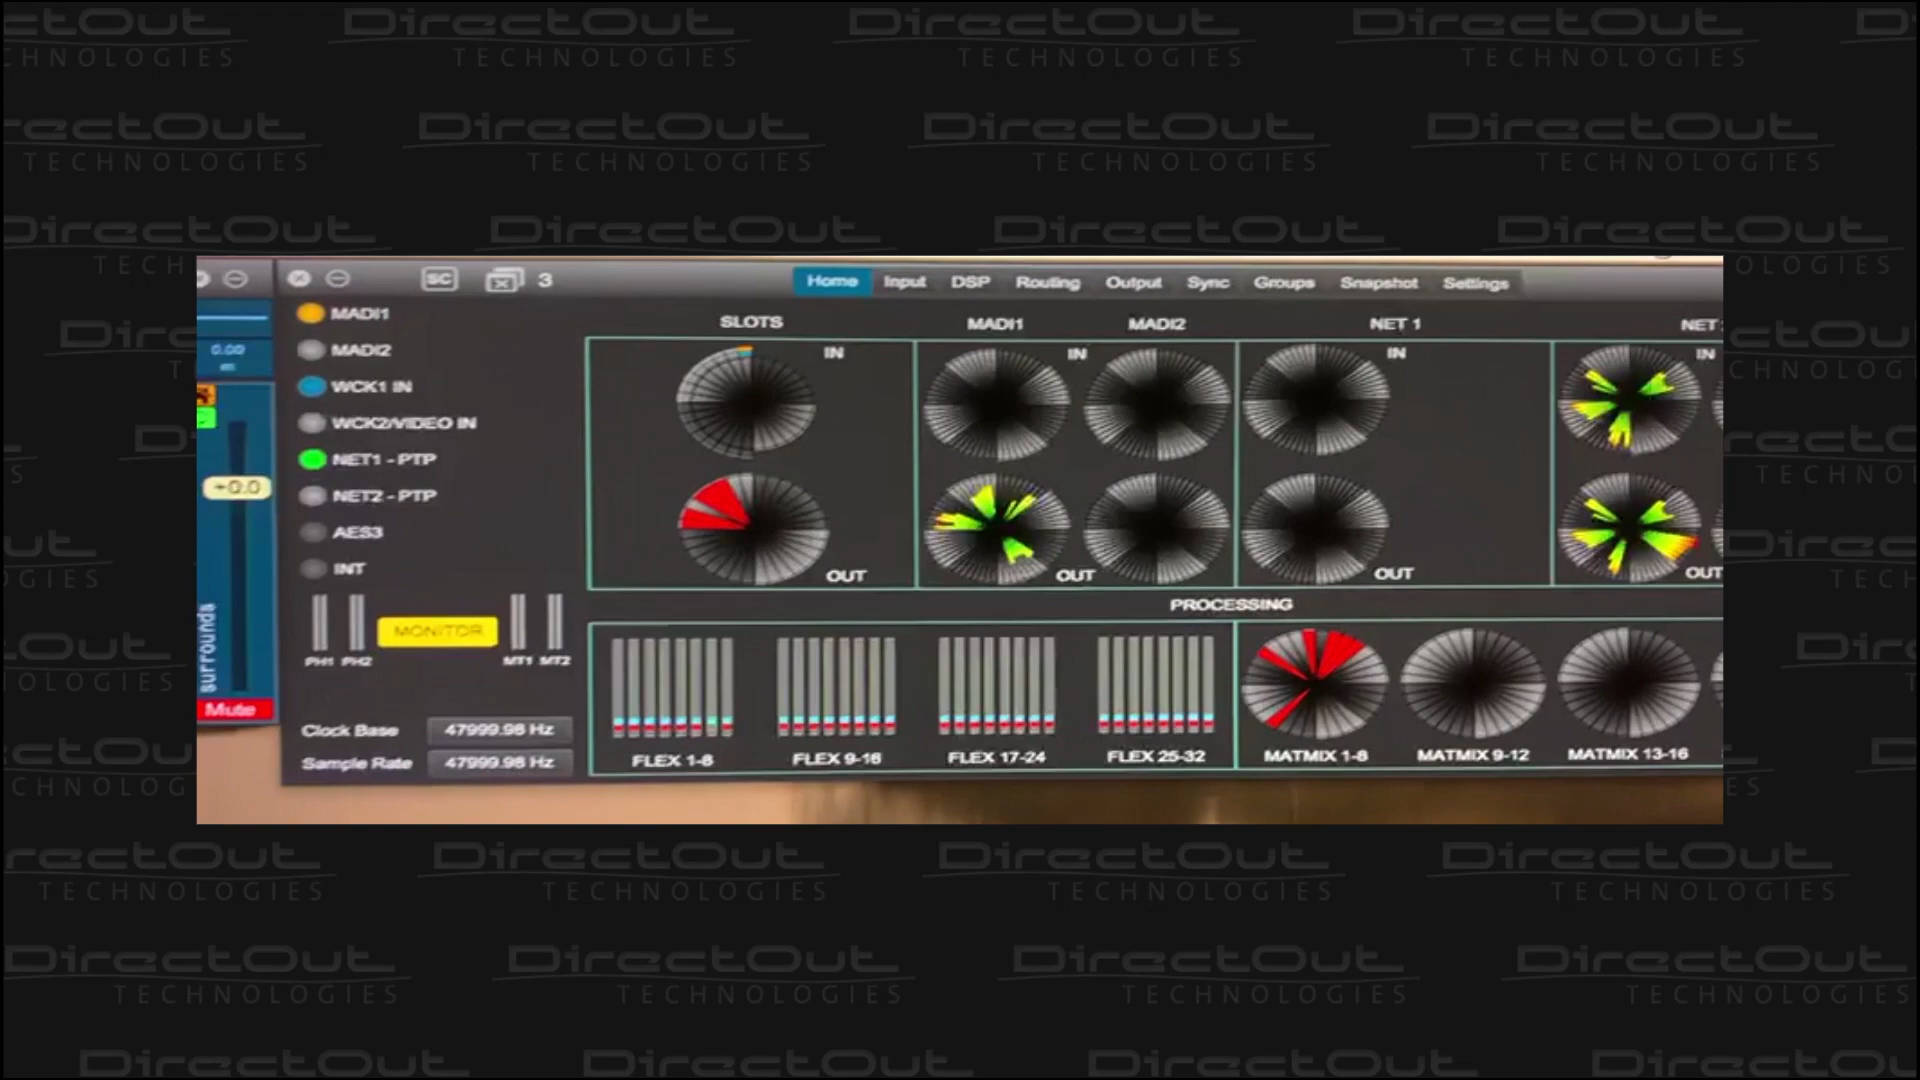 DirectOut
TECHNOLOGIES
SC
3
Home
Input
DSP
Routing
Output
Sync
Groups
Snapshot
Settings
0.00
+0.0
surrounds
Mute
MADI1
MADI2
WCK1 IN
WCK2/VIDEO IN
NET1 - PTP
NET2 - PTP
AES3
INT
MONITOR
PH1 PH2
MT1 MT2
Clock Base 47999.98 Hz
Sample Rate 47999.98 Hz
SLOTS
MADI1
MADI2
NET 1
NET
IN
IN
IN
IN
OUT
OUT
OUT
OUT
PROCESSING
FLEX 1-8
FLEX 9-16
FLEX 17-24
FLEX 25-32
MATMIX 1-8
MATMIX 9-12
MATMIX 13-16